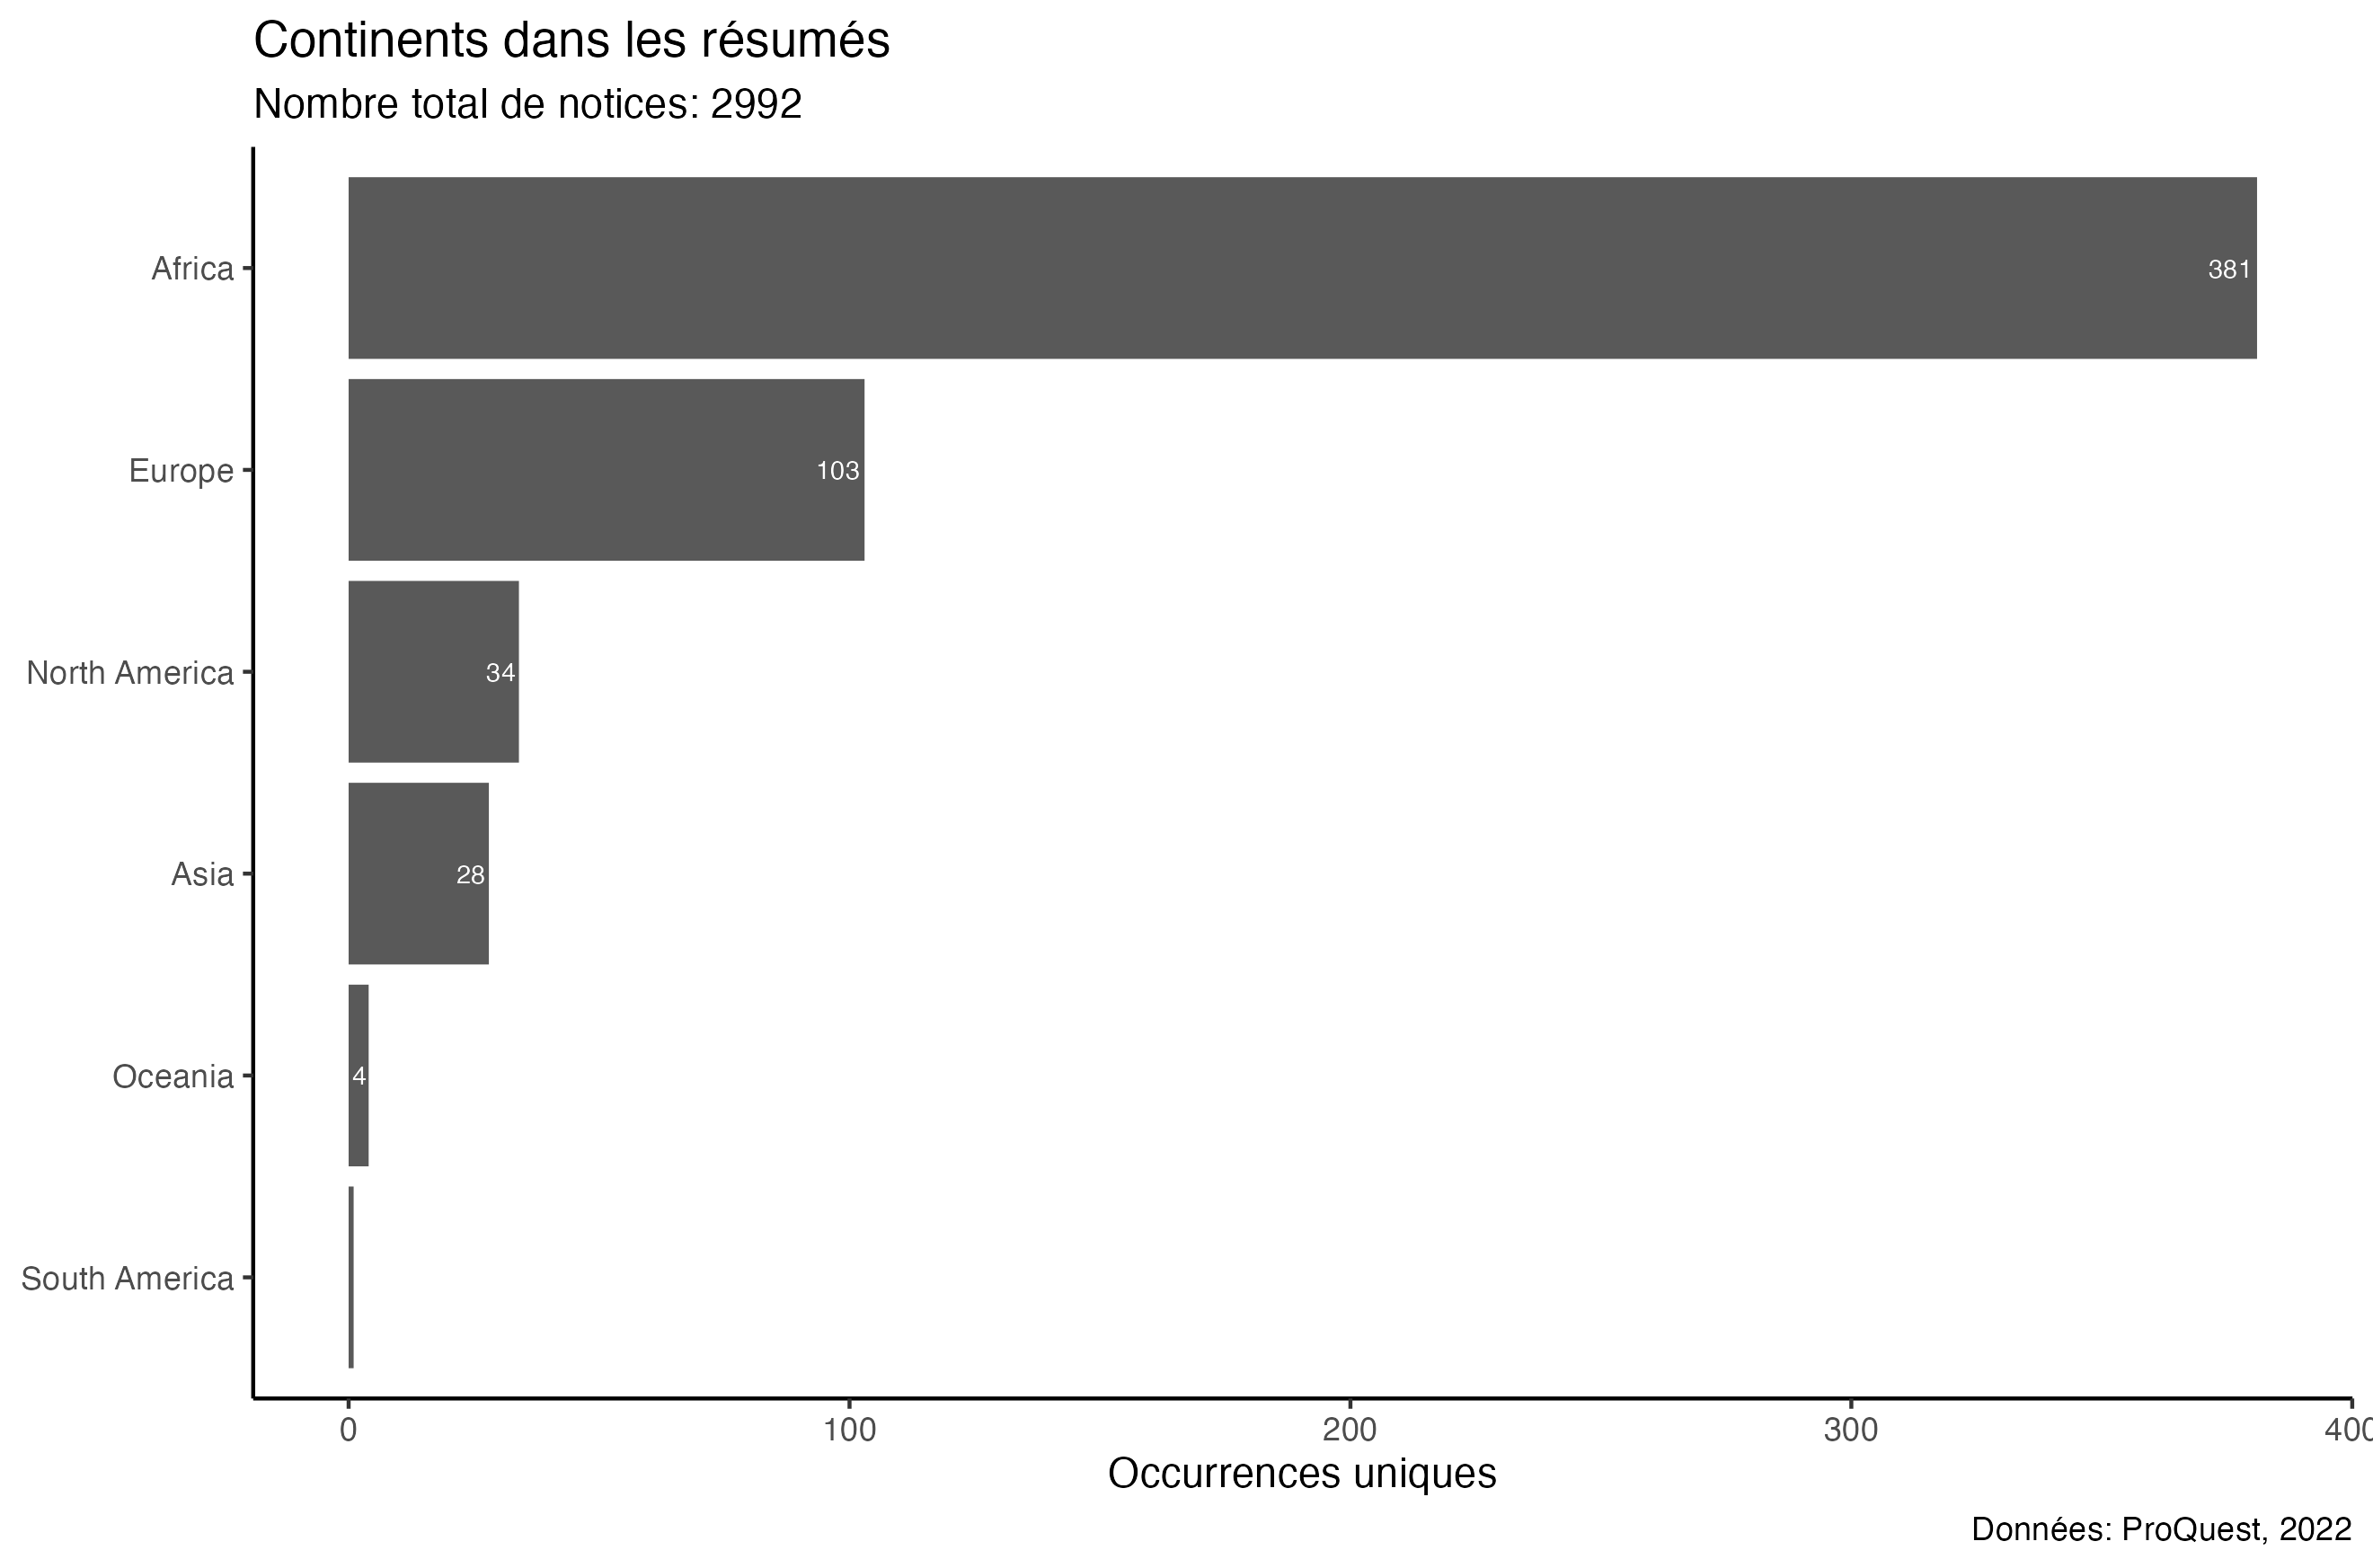 Continents dans les résumés
Nombre total de notices: 2992
Africa
381
Europe
103
North America
34
Asia
28
Oceania
4
South America
0 100 200 300
Occurrences uniques
Données: ProQuest, 2022